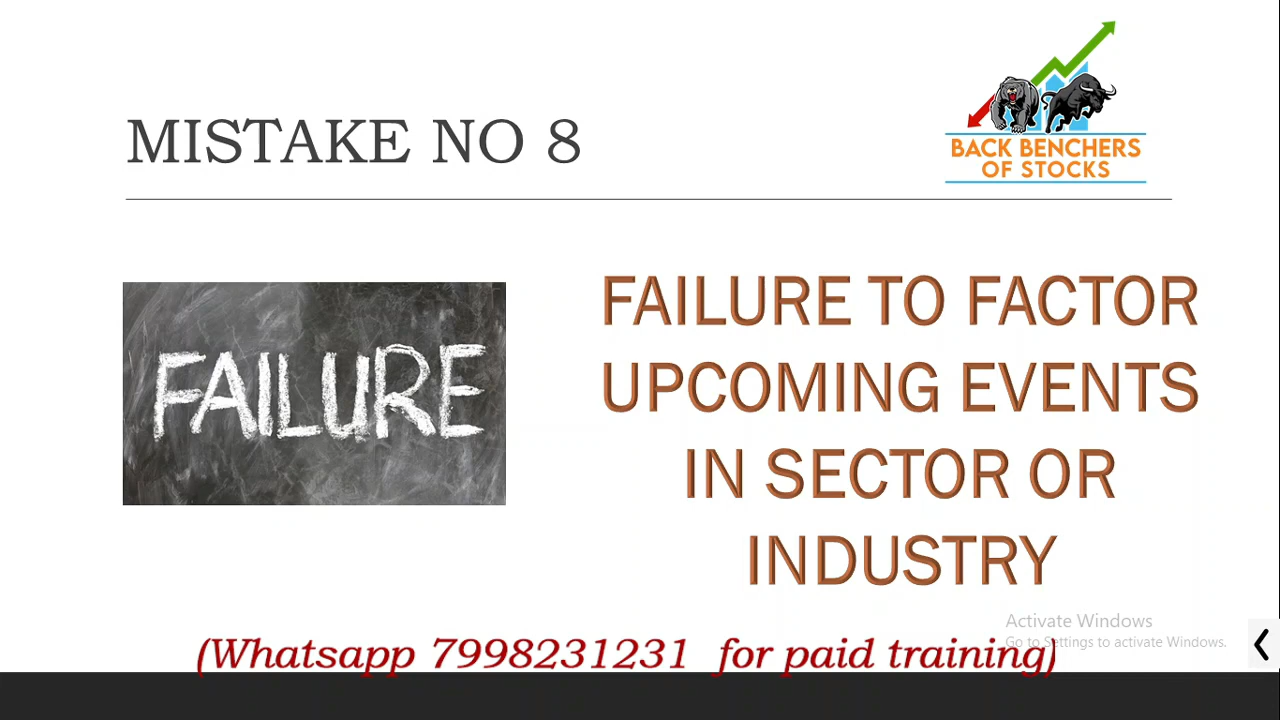 MISTAKE NO 8
BACK BENCHERS
OF STOCKS
FAILURE
FAILURE TO FACTOR
UPCOMING EVENTS
IN SECTOR OR
INDUSTRY
Activate Windows
Go to Settings to activate Windows.
(Whatsapp 7998231231 for paid training)